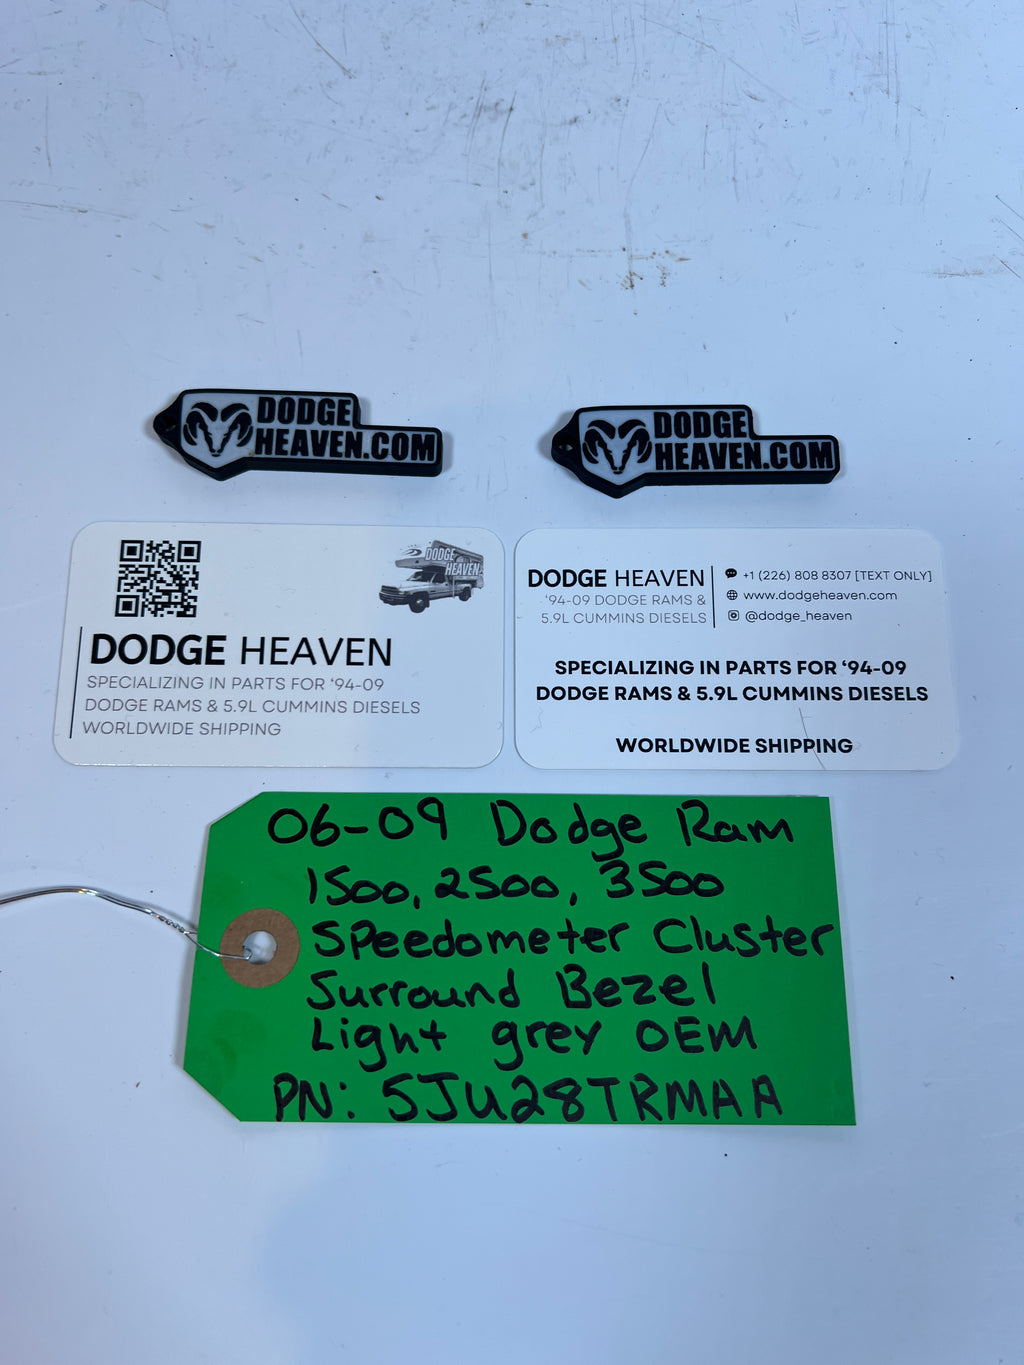 DODGE
HEAVEN.COM
DODGE
HEAVEN.COM
DODGE
HEAVEN
DODGE HEAVEN
SPECIALIZING IN PARTS FOR ‘94-09
DODGE RAMS & 5.9L CUMMINS DIESELS
WORLDWIDE SHIPPING
DODGE HEAVEN
‘94-09 DODGE RAMS &
5.9L CUMMINS DIESELS
+1 (226) 808 8307 [TEXT ONLY]
www.dodgeheaven.com
@dodge_heaven
SPECIALIZING IN PARTS FOR ‘94-09
DODGE RAMS & 5.9L CUMMINS DIESELS
WORLDWIDE SHIPPING
06-09 Dodge Ram
1500, 2500, 3500
Speedometer Cluster
Surround Bezel
Light grey OEM
PN: 5JU28TRMAA